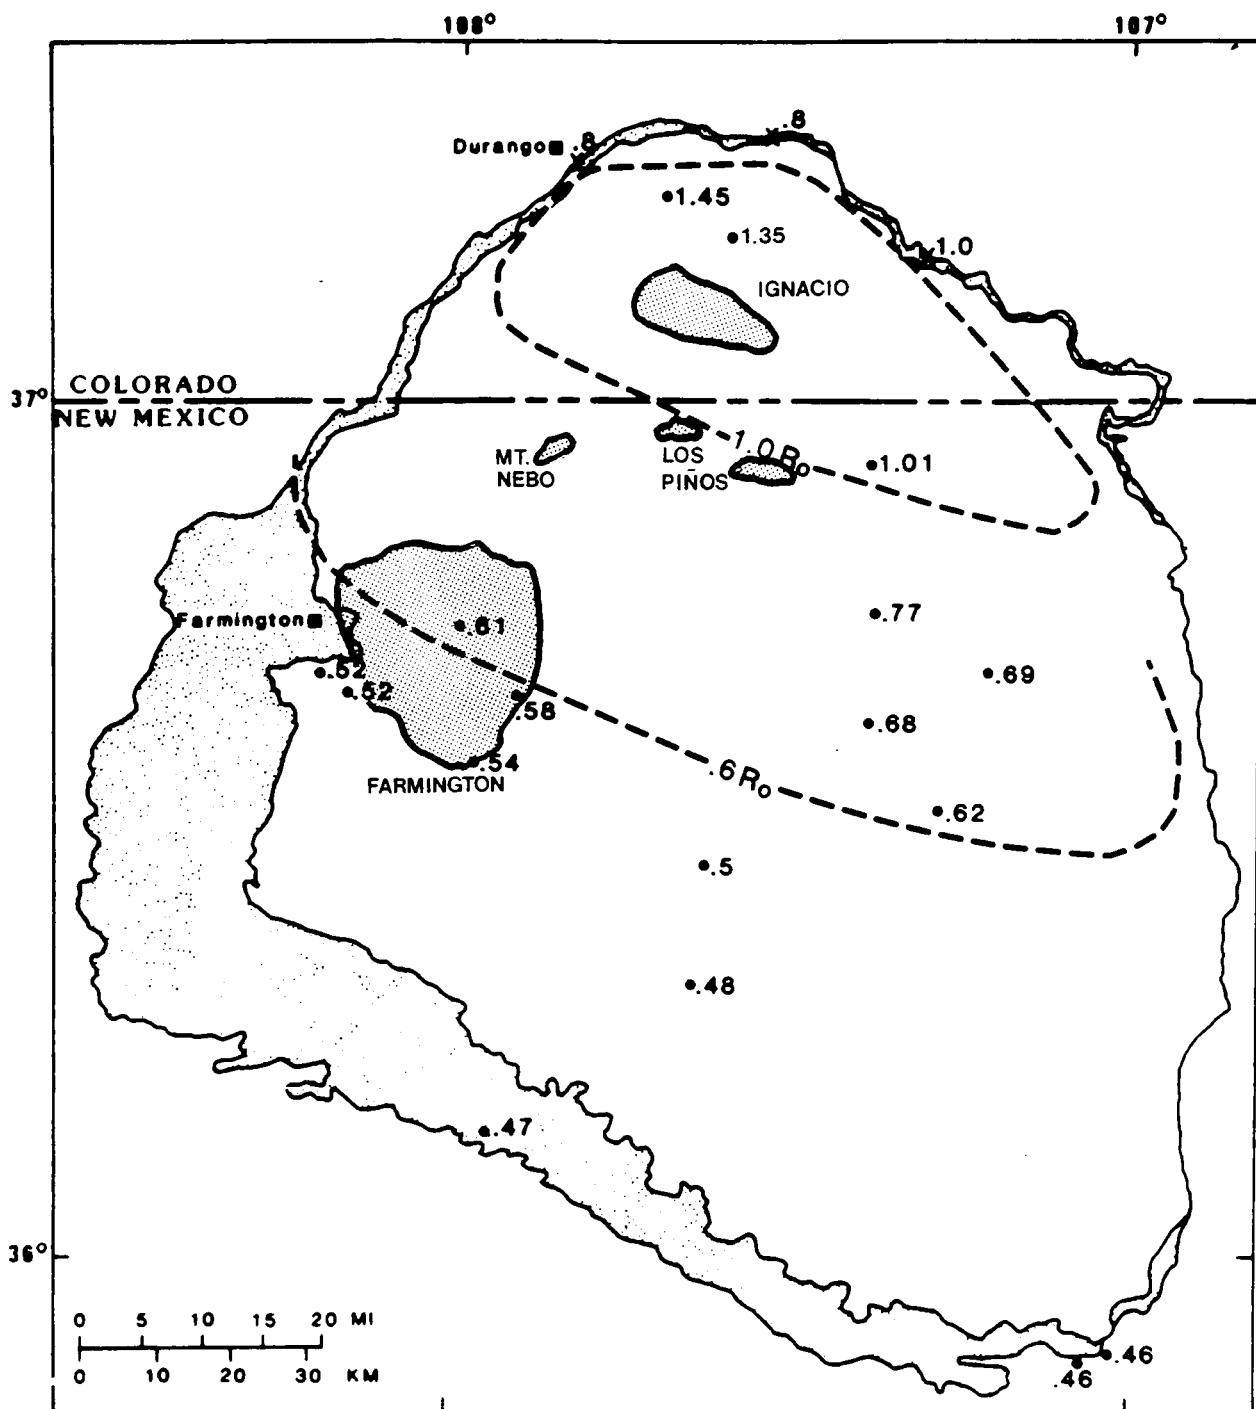 108°
107°
Durango
.8
.8
1.45
1.35
1.0
IGNACIO
COLORADO
37°
NEW MEXICO
1.0 Ro
MT.
NEBO
LOS
PIÑOS
1.01
Farmington
.61
.77
.52
.52
.69
.58
.68
.54
FARMINGTON
.6 Ro
.62
.5
.48
.47
36°
0 5 10 15 20 MI
0 10 20 30 KM
.46
.46